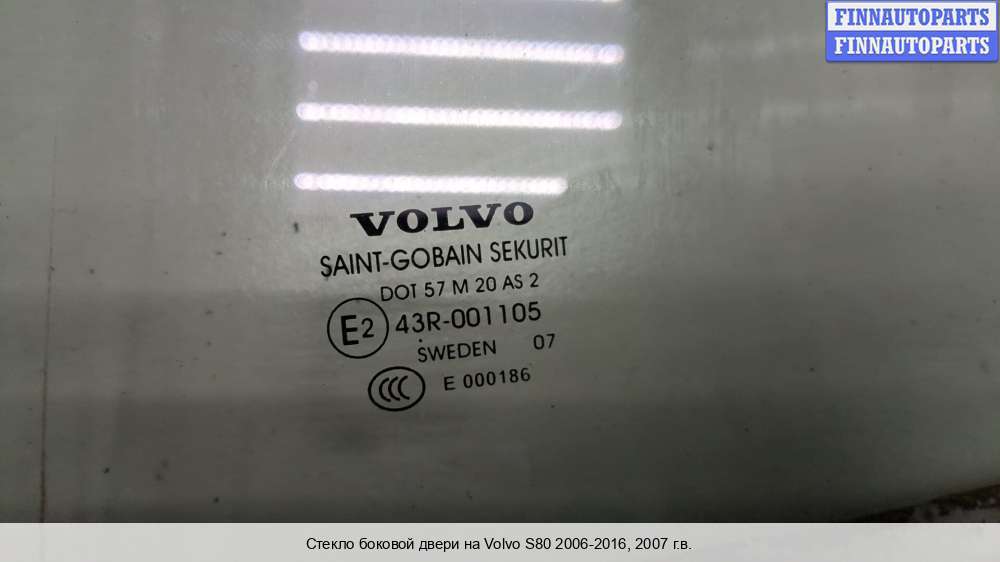 FINNAUTOPARTS
FINNAUTOPARTS
VOLVO
SAINT-GOBAIN SEKURIT
DOT 57 M 20 AS 2
E2 43R-001105
SWEDEN 07
CCC E 000186
Стекло боковой двери на Volvo S80 2006-2016, 2007 г.в.